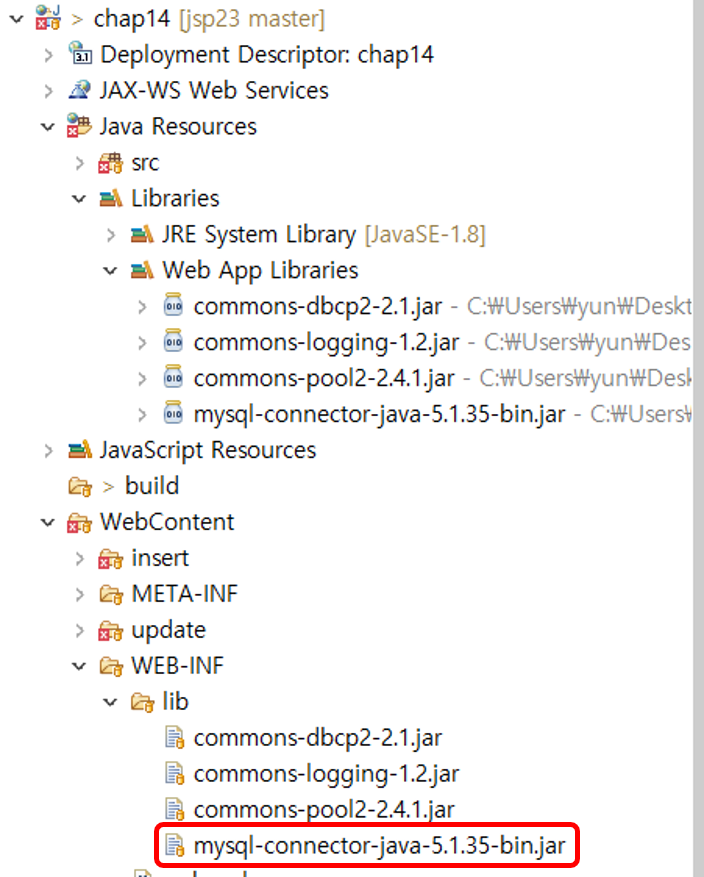 > chap14 [jsp23 master]
Deployment Descriptor: chap14
JAX-WS Web Services
Java Resources
src
Libraries
JRE System Library [JavaSE-1.8]
Web App Libraries
commons-dbcp2-2.1.jar - C:₩Users₩yun₩Deskt
commons-logging-1.2.jar - C:₩Users₩yun₩Des
commons-pool2-2.4.1.jar - C:₩Users₩yun₩Desk
mysql-connector-java-5.1.35-bin.jar - C:₩Users₩
JavaScript Resources
> build
WebContent
insert
META-INF
update
WEB-INF
lib
commons-dbcp2-2.1.jar
commons-logging-1.2.jar
commons-pool2-2.4.1.jar
mysql-connector-java-5.1.35-bin.jar